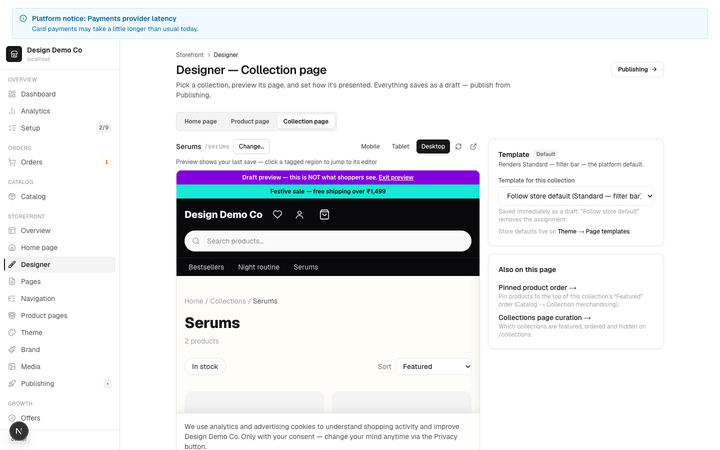 Platform notice: Payments provider latency
Card payments may take a little longer than usual today.
Design Demo Co
localhost
OVERVIEW
Dashboard
Analytics
Setup 2/9
ORDERS
Orders 1
CATALOG
Catalog
STOREFRONT
Overview
Home page
Designer
Pages
Navigation
Product pages
Theme
Brand
Media
Publishing
GROWTH
Offers
N
Storefront > Designer
Designer — Collection page
Pick a collection, preview its page, and set how it's presented. Everything saves as a draft — publish from
Publishing.
Publishing →
Home page Product page Collection page
Serums /serums Change… Mobile Tablet Desktop
Preview shows your last save — click a tagged region to jump to its editor
Draft preview — this is NOT what shoppers see. Exit preview
Festive sale — free shipping over ₹1,499
Design Demo Co
Search products…
Bestsellers Night routine Serums
Home / Collections / Serums
Serums
2 products
In stock Sort Featured
We use analytics and advertising cookies to understand shopping activity and improve
Design Demo Co. Only with your consent — change your mind anytime via the Privacy
button.
Template Default
Renders Standard — filter bar — the platform default.
Template for this collection
Follow store default (Standard — filter bar)
Saved immediately as a draft. "Follow store default"
removes the assignment.
Store defaults live on Theme → Page templates
Also on this page
Pinned product order →
Pin products to the top of this collection's "Featured"
order (Catalog → Collection merchandising).
Collections page curation →
Which collections are featured, ordered and hidden on
/collections.